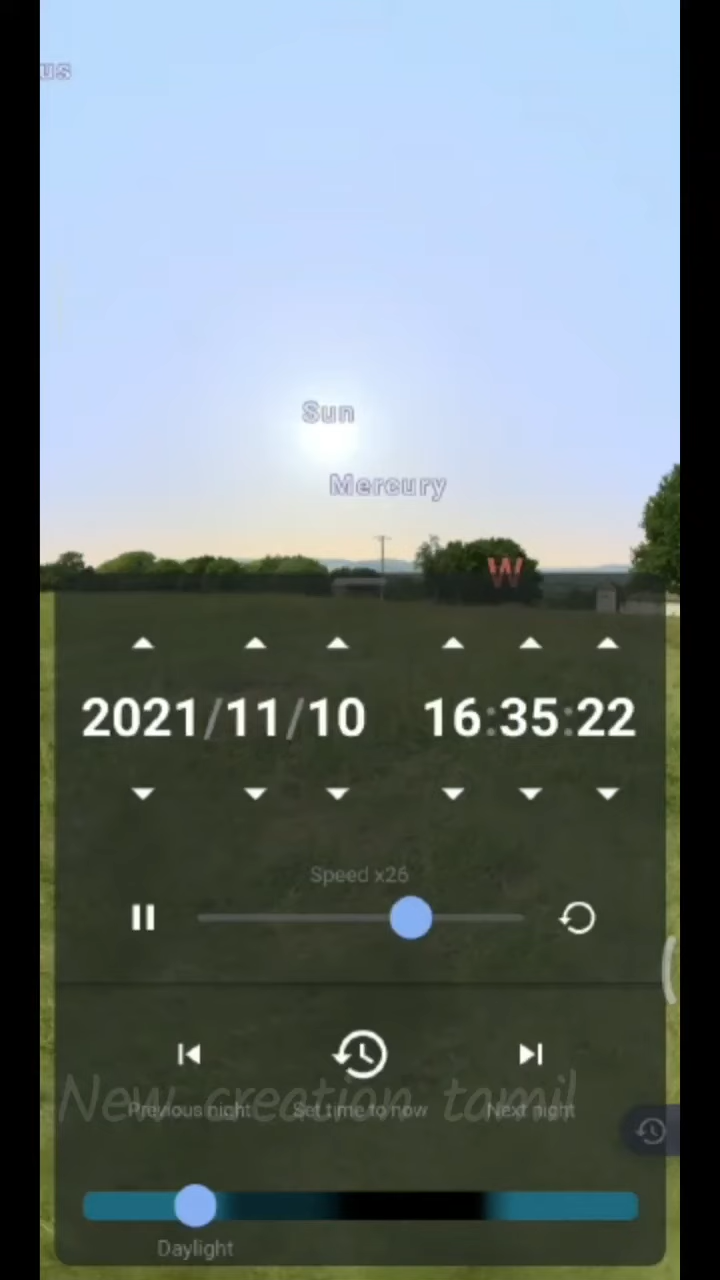 us
Sun
Mercury
W
2021/11/10 16:35:22
Speed x26
New creation tamil
Previous night Set time to now Next night
Daylight